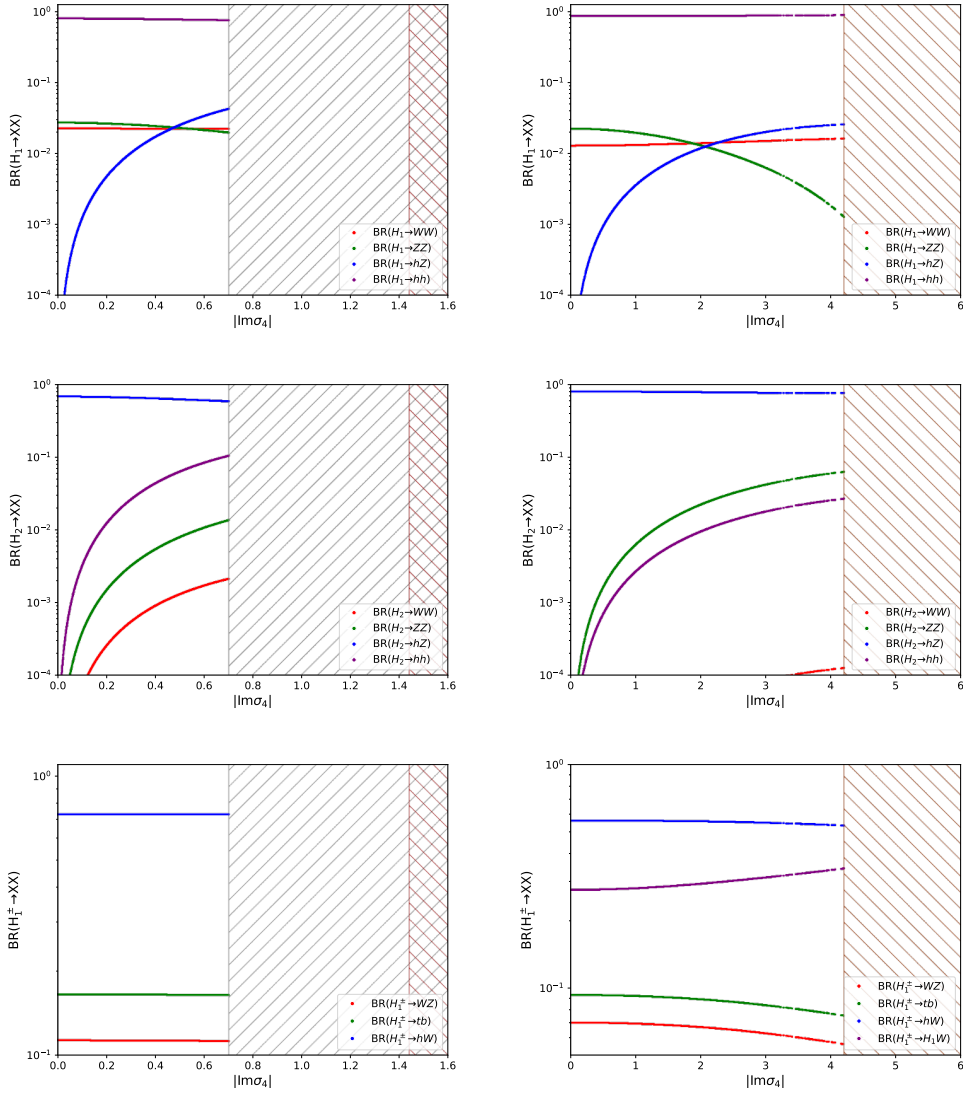 BR(H₁→XX)
10⁰
10⁻¹
10⁻²
10⁻³
10⁻⁴
0.0 0.2 0.4 0.6 0.8 1.0 1.2 1.4 1.6
|Imσ₄|
BR(H₁→WW)
BR(H₁→ZZ)
BR(H₁→hZ)
BR(H₁→hh)
BR(H₁→XX)
10⁰
10⁻¹
10⁻²
10⁻³
10⁻⁴
0 1 2 3 4 5 6
|Imσ₄|
BR(H₁→WW)
BR(H₁→ZZ)
BR(H₁→hZ)
BR(H₁→hh)
BR(H₂→XX)
10⁰
10⁻¹
10⁻²
10⁻³
10⁻⁴
0.0 0.2 0.4 0.6 0.8 1.0 1.2 1.4 1.6
|Imσ₄|
BR(H₂→WW)
BR(H₂→ZZ)
BR(H₂→hZ)
BR(H₂→hh)
BR(H₂→XX)
10⁰
10⁻¹
10⁻²
10⁻³
10⁻⁴
0 1 2 3 4 5 6
|Imσ₄|
BR(H₂→WW)
BR(H₂→ZZ)
BR(H₂→hZ)
BR(H₂→hh)
BR(H₁^±→XX)
10⁰
10⁻¹
0.0 0.2 0.4 0.6 0.8 1.0 1.2 1.4 1.6
|Imσ₄|
BR(H₁^±→WZ)
BR(H₁^±→tb)
BR(H₁^±→hW)
BR(H₁^±→XX)
10⁰
10⁻¹
0 1 2 3 4 5 6
|Imσ₄|
BR(H₁^±→WZ)
BR(H₁^±→tb)
BR(H₁^±→hW)
BR(H₁^±→H₁W)